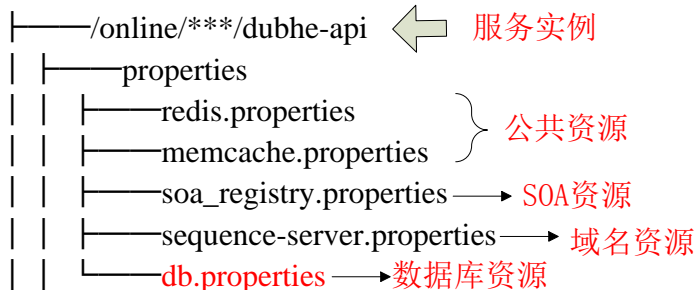 /online/***/dubhe-api 服务实例
properties
redis.properties
公共资源
memcache.properties
soa_registry.properties SOA资源
sequence-server.properties 域名资源
db.properties 数据库资源